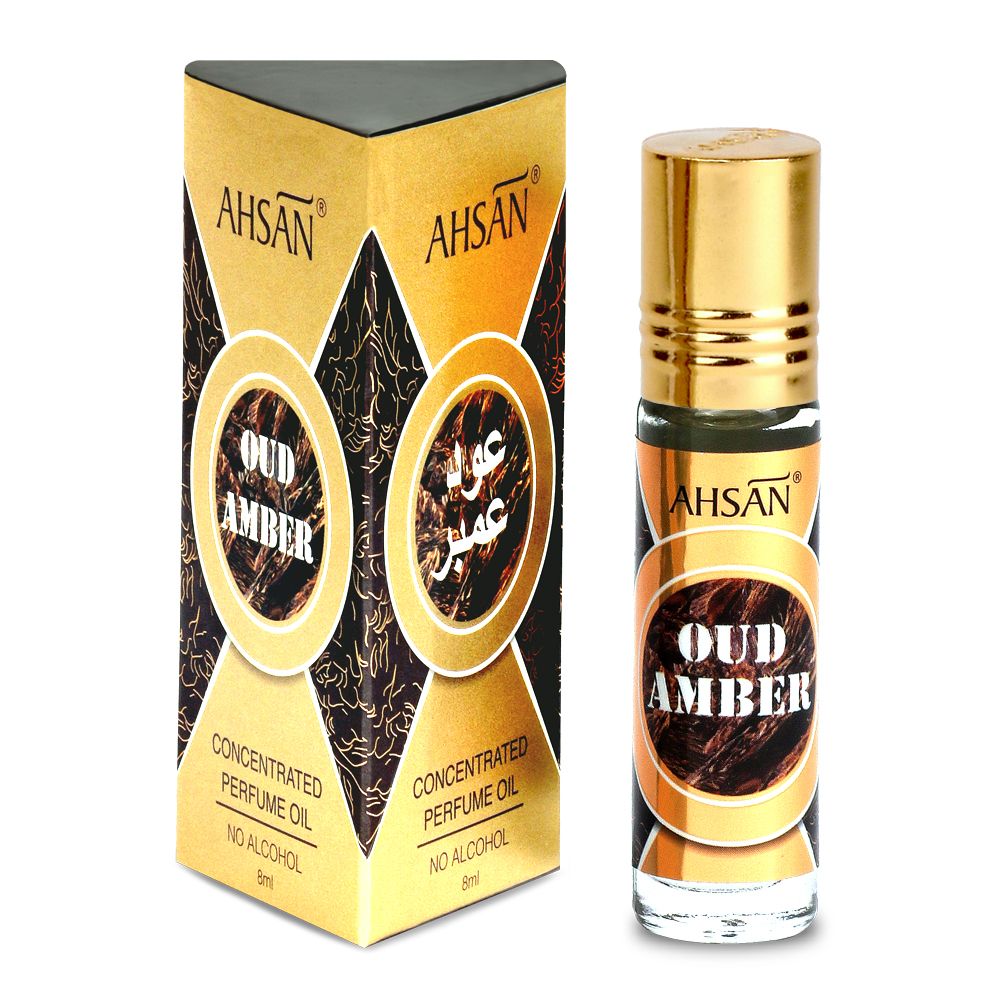 AHSAN®
OUD
AMBER
CONCENTRATED
PERFUME OIL
NO ALCOHOL
8ml
AHSAN®
عود
عمبر
CONCENTRATED
PERFUME OIL
NO ALCOHOL
8ml
AHSAN®
OUD
AMBER